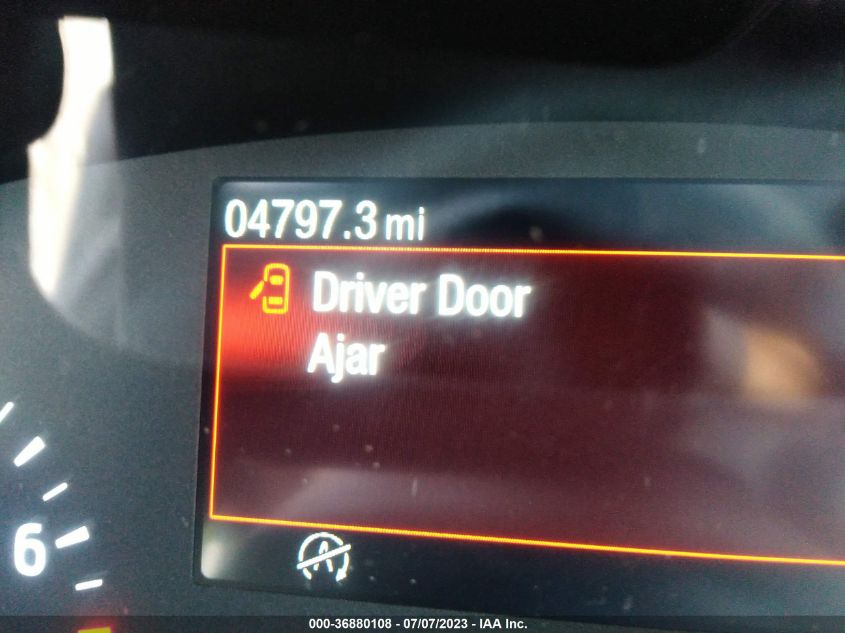 04797.3 mi
Driver Door
Ajar
6
000-36880108 - 07/07/2023 - IAA Inc.